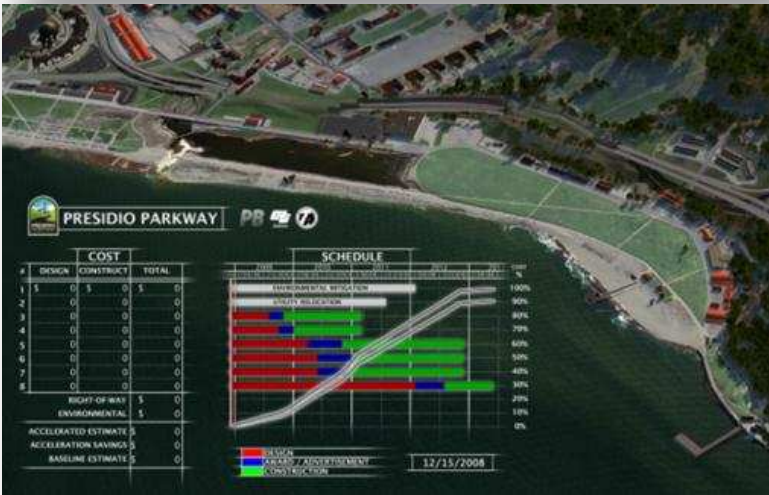 PRESIDIO PARKWAY PB
COST
# DESIGN CONSTRUCT TOTAL
1 $ 0 $ 0 $ 0
2 0 0 0
3 0 0 0
4 0 0 0
5 0 0 0
6 0 0 0
7 0 0 0
8 0 0 0
RIGHT-OF-WAY $ 0
ENVIRONMENTAL $ 0
ACCELERATED ESTIMATE $ 0
ACCELERATION SAVINGS $ 0
BASELINE ESTIMATE $ 0
SCHEDULE
2011
%
ENVIRONMENTAL MITIGATION 100%
UTILITY RELOCATION 90%
80%
70%
60%
50%
40%
30%
20%
10%
0%
DESIGN
AWARD / ADVERTISEMENT
CONSTRUCTION
12/15/2008